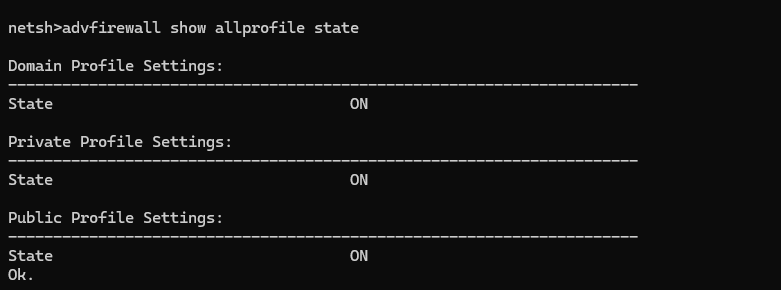 netsh>advfirewall show allprofile state
Domain Profile Settings:
----------------------------------------------------------------------
State                                 ON
Private Profile Settings:
----------------------------------------------------------------------
State                                 ON
Public Profile Settings:
----------------------------------------------------------------------
State                                 ON
Ok.